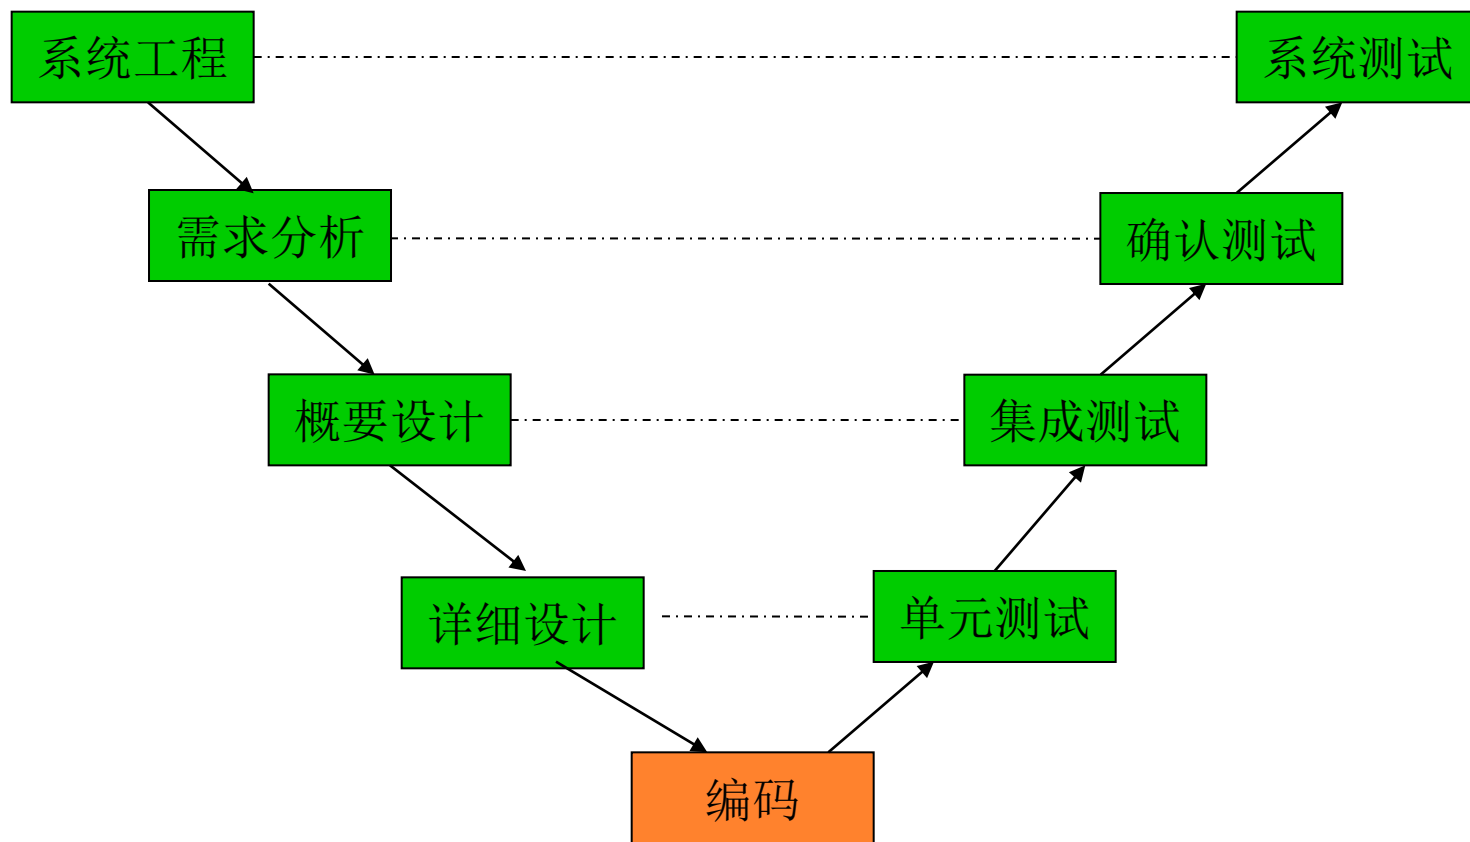 系统工程
系统测试
需求分析
确认测试
概要设计
集成测试
详细设计
单元测试
编码